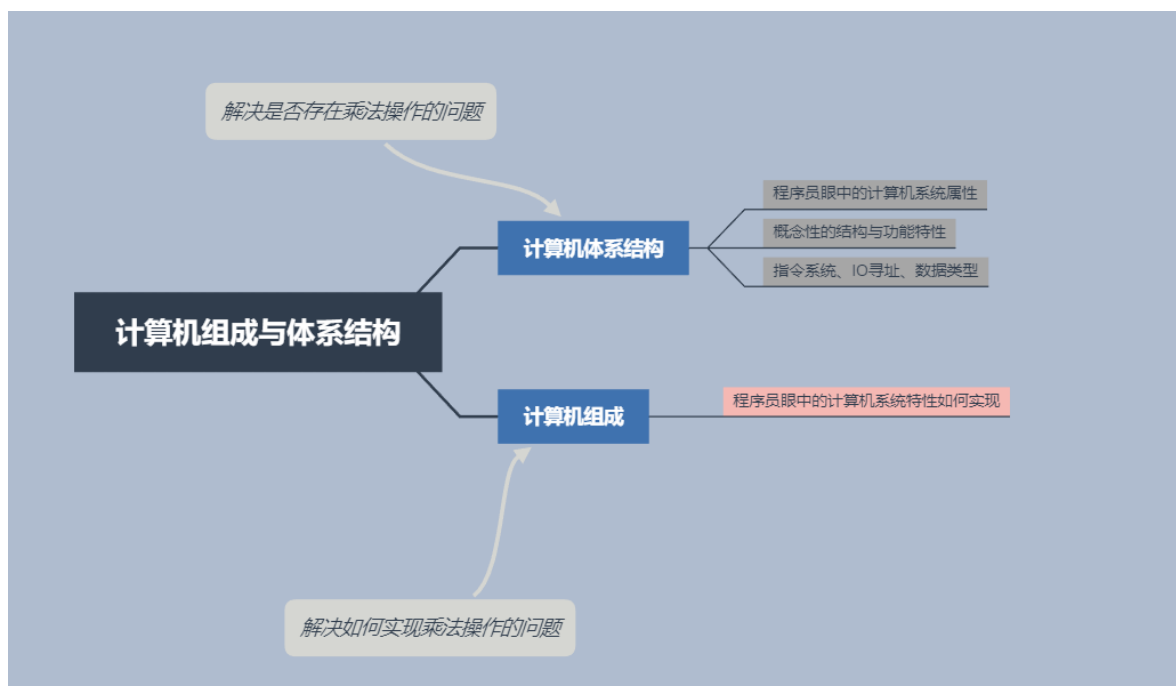 解决是否存在乘法操作的问题
程序员眼中的计算机系统属性
概念性的结构与功能特性
计算机体系结构
指令系统、IO寻址、数据类型
计算机组成与体系结构
程序员眼中的计算机系统特性如何实现
计算机组成
解决如何实现乘法操作的问题